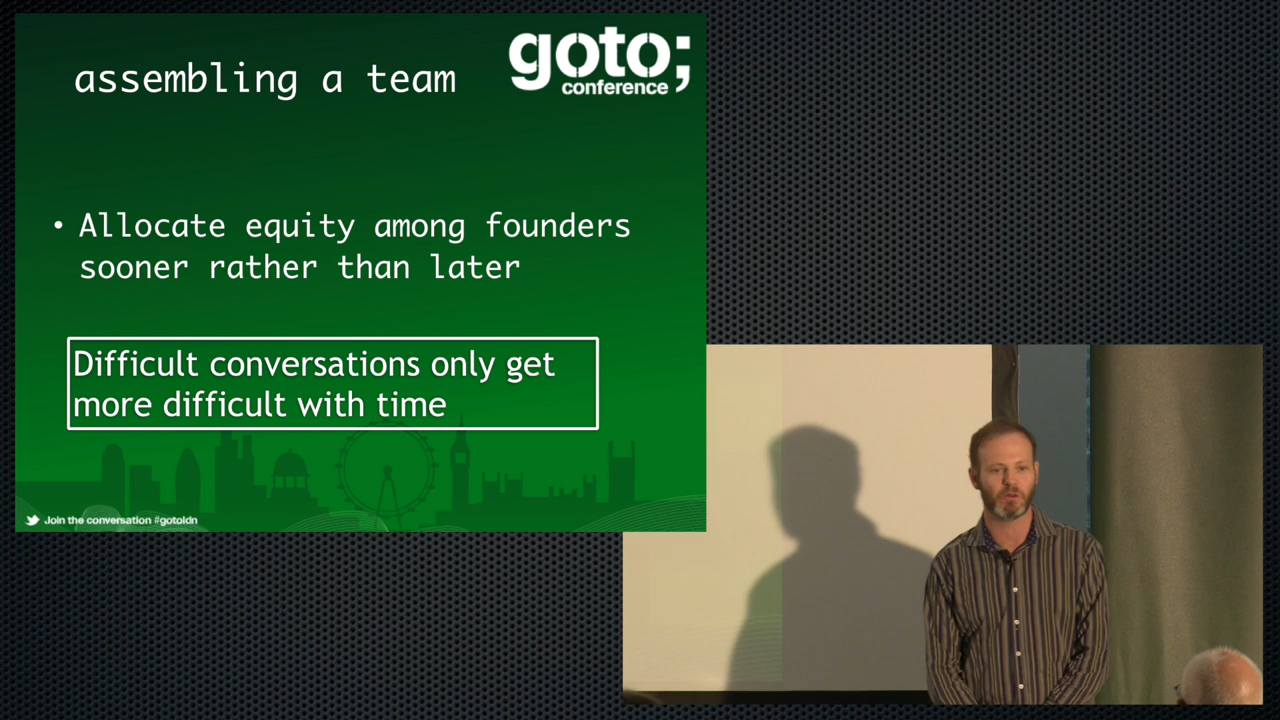 assembling a team
goto;
conference
• Allocate equity among founders
sooner rather than later
Difficult conversations only get
more difficult with time
Join the conversation #gotoldn